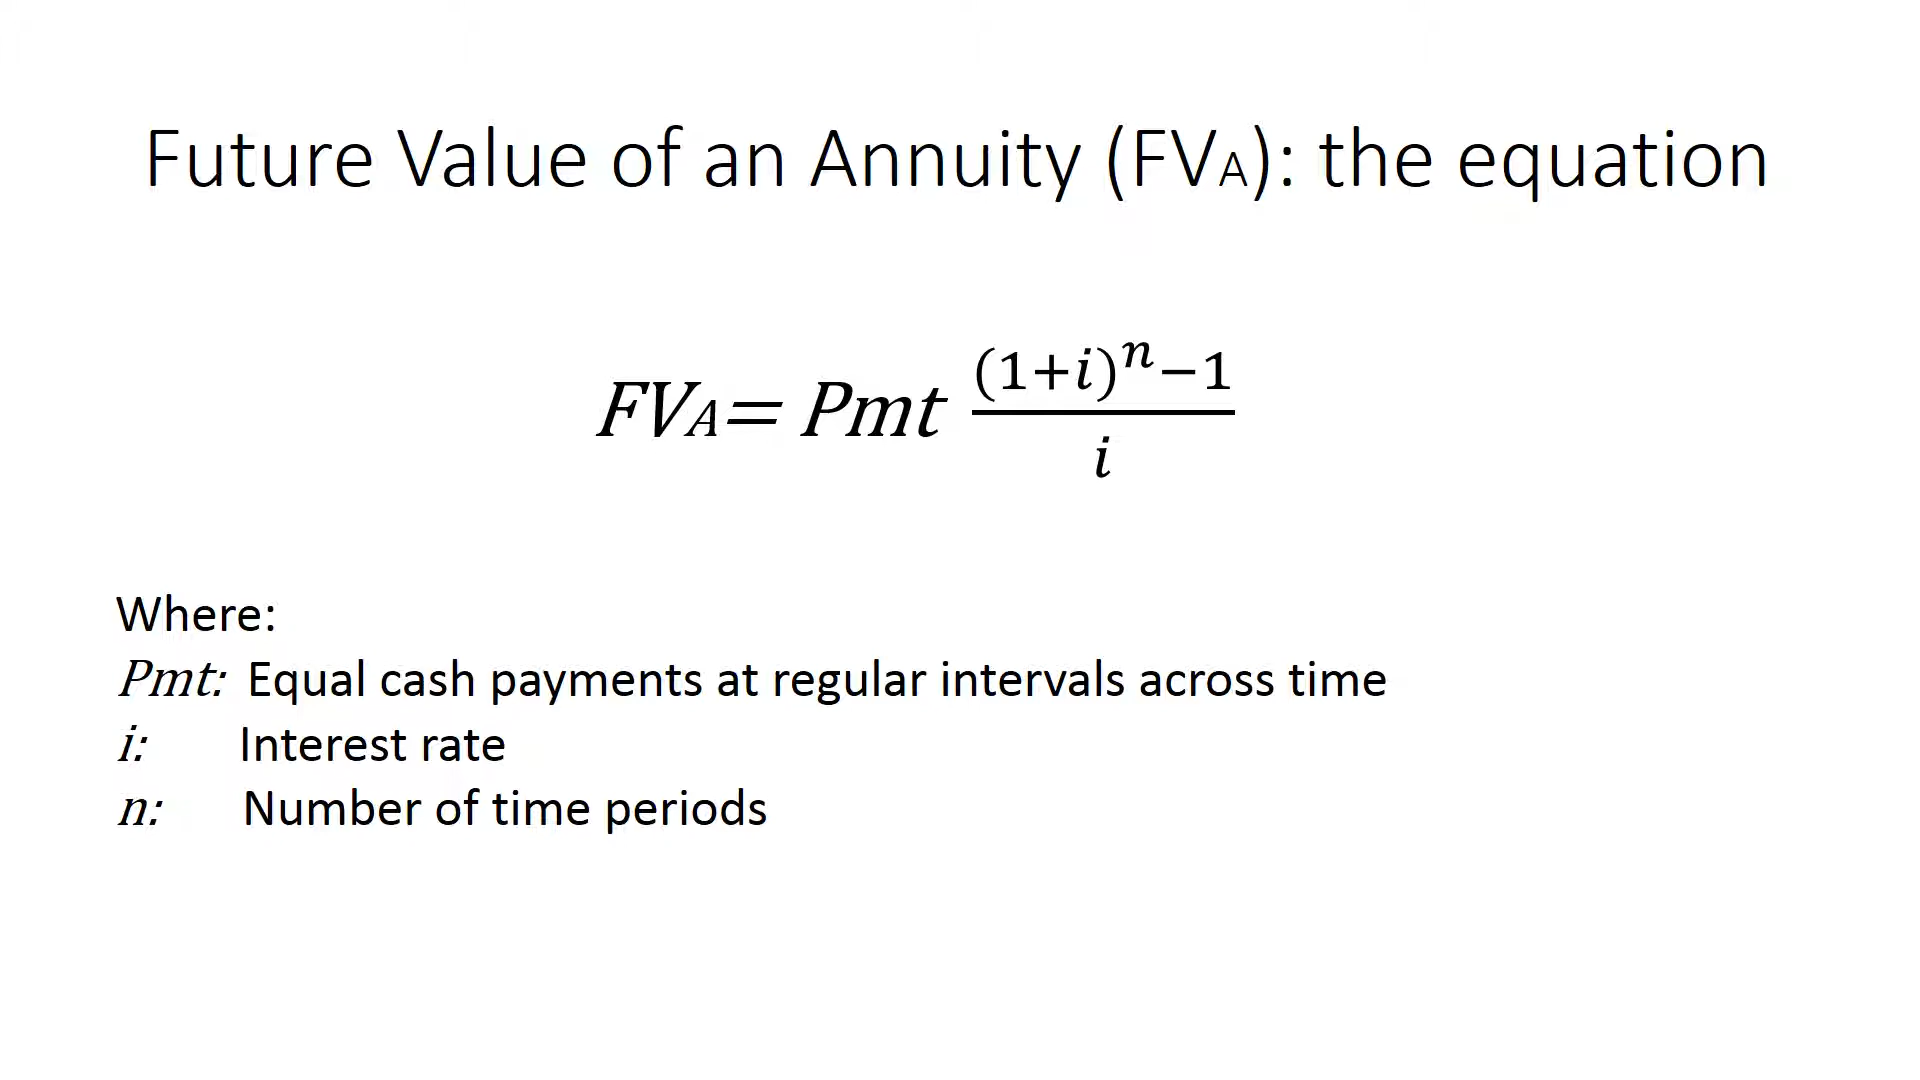 Future Value of an Annuity (FVA): the equation
FVA= Pmt ((1+i)^n−1)/i
Where:
Pmt: Equal cash payments at regular intervals across time
i: Interest rate
n: Number of time periods